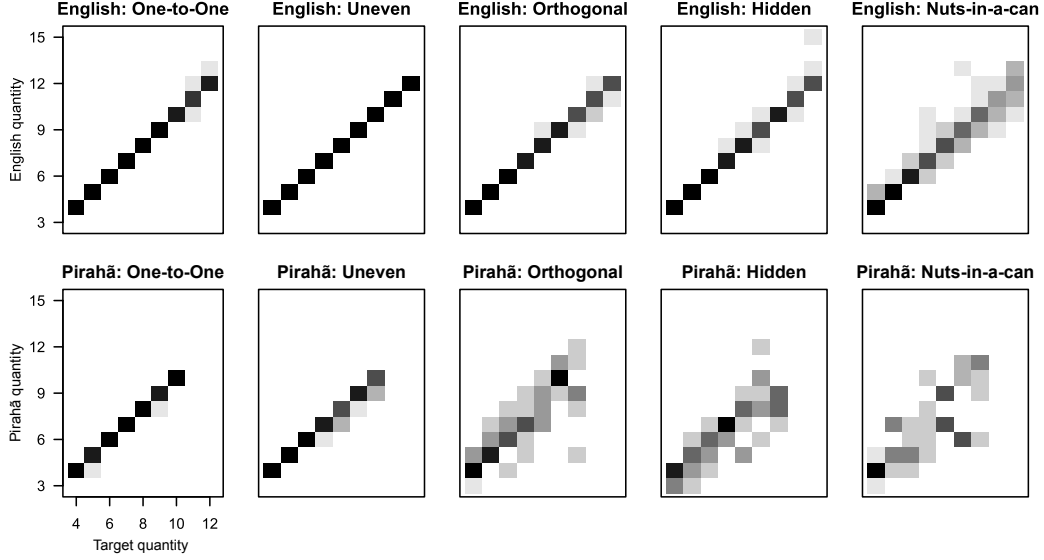 English: One-to-One
English: Uneven
English: Orthogonal
English: Hidden
English: Nuts-in-a-can
English quantity
15
12
9
6
3
Pirahã: One-to-One
Pirahã: Uneven
Pirahã: Orthogonal
Pirahã: Hidden
Pirahã: Nuts-in-a-can
Pirahã quantity
15
12
9
6
3
4 6 8 10 12
Target quantity